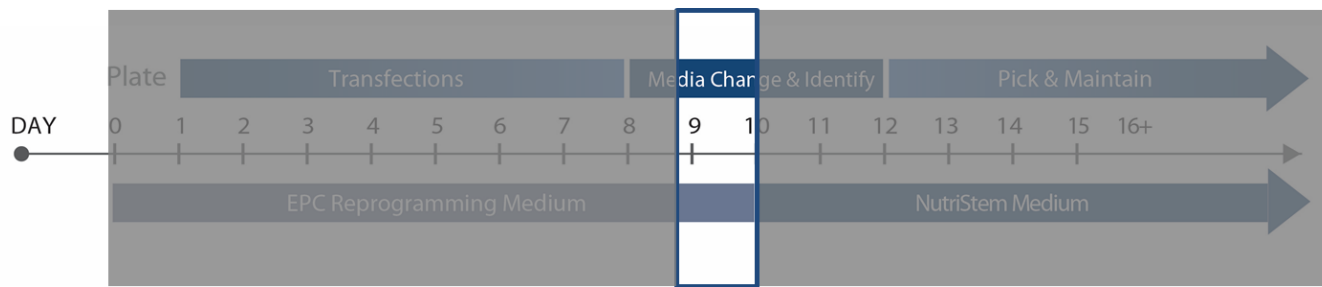 Plate Transfections Media Change & Identify Pick & Maintain
DAY 0 1 2 3 4 5 6 7 8 9 10 11 12 13 14 15 16+
EPC Reprogramming Medium NutriStem Medium